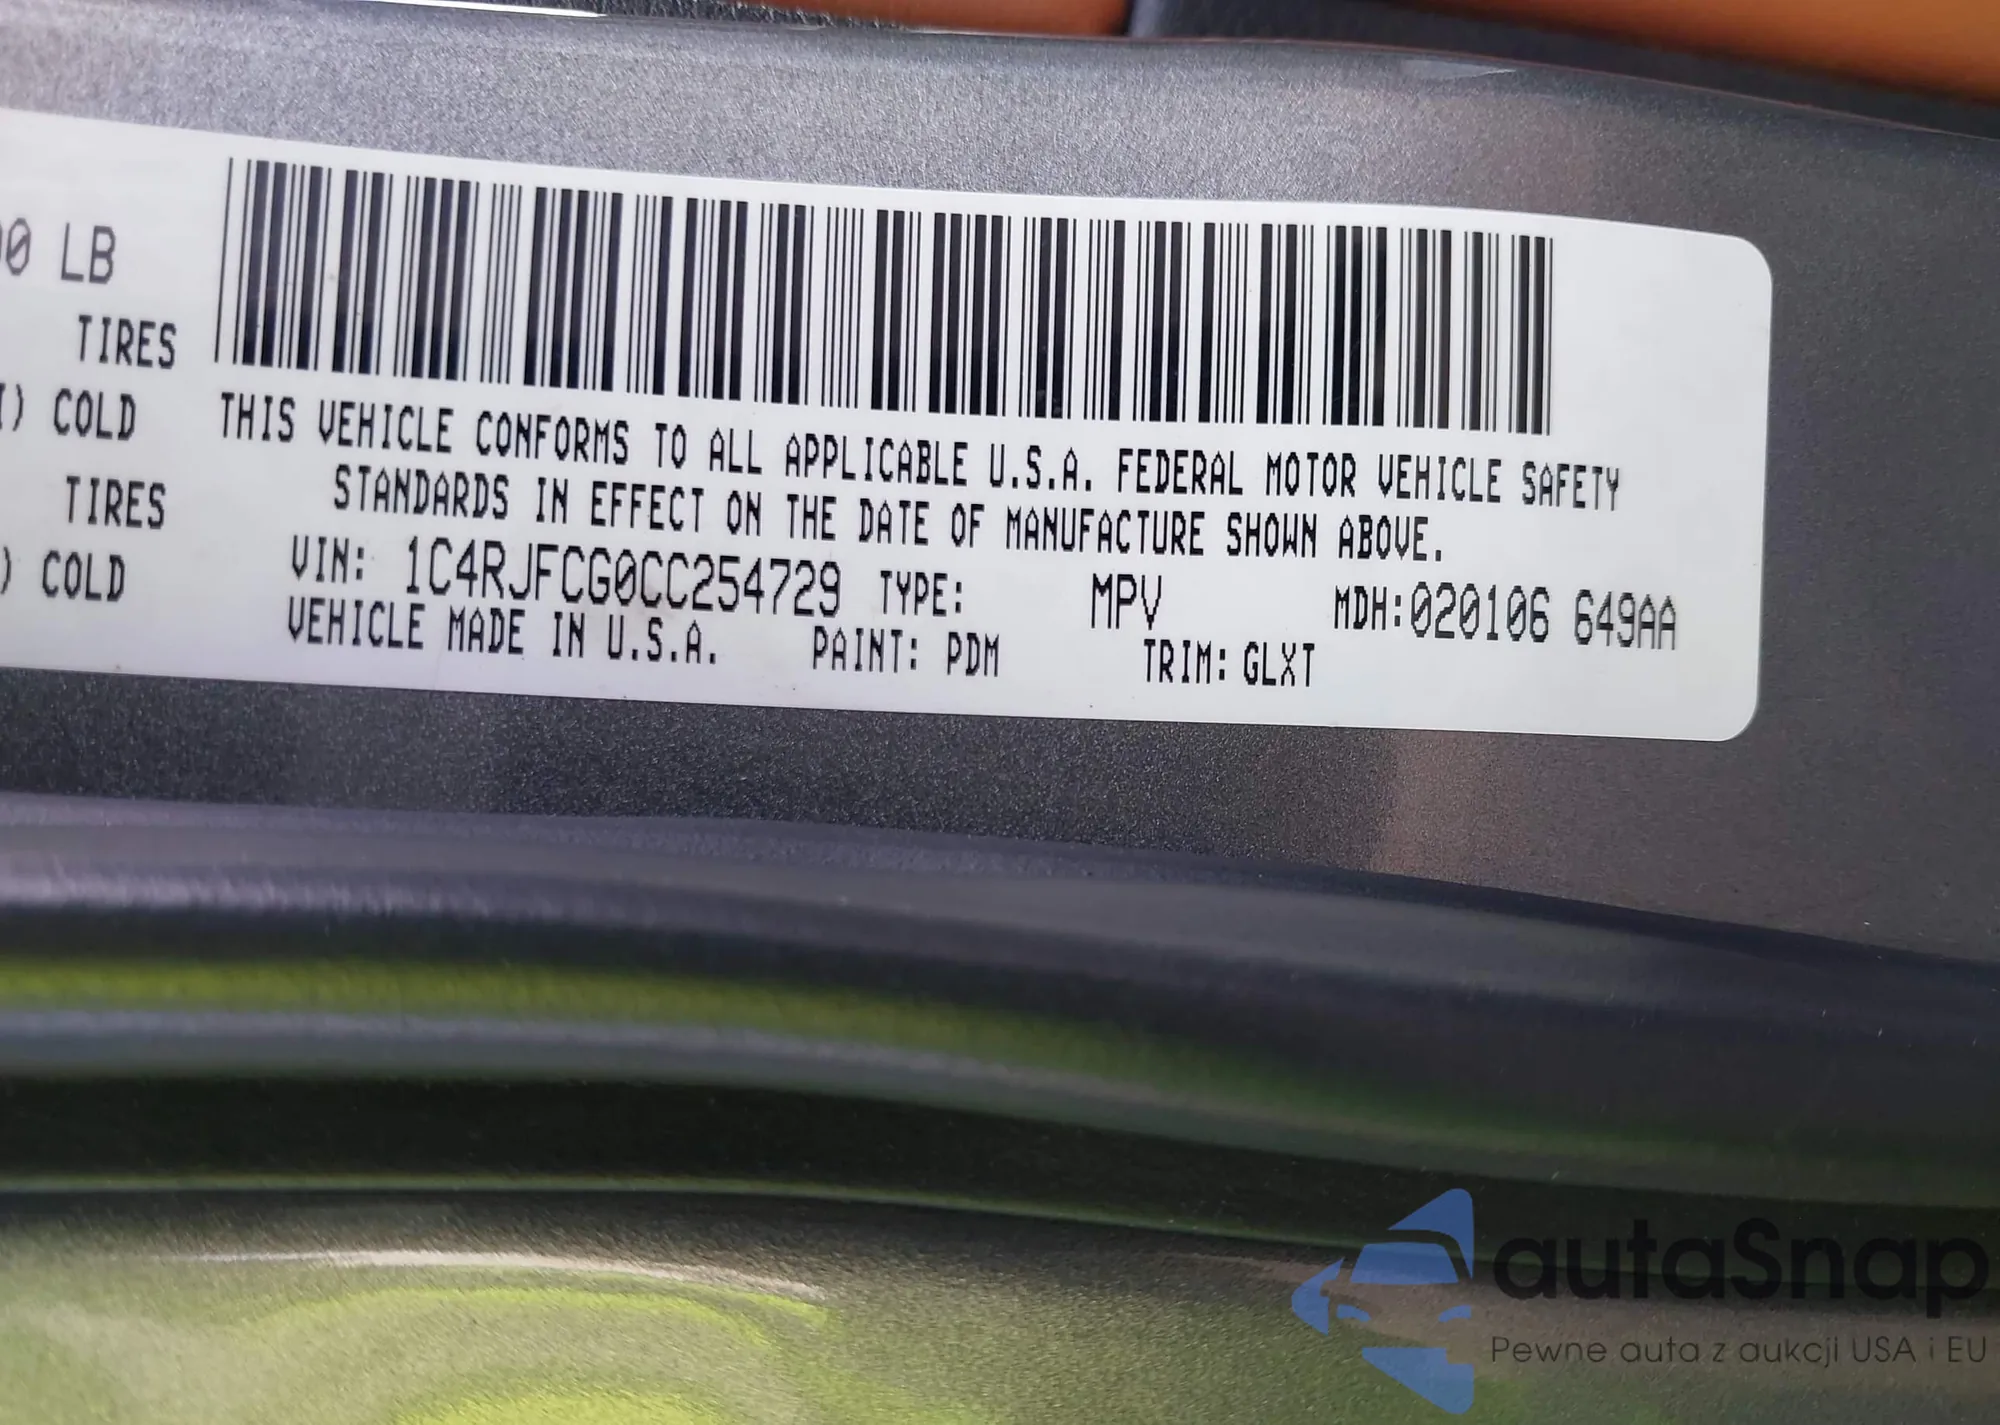 00 LB
TIRES
) COLD
TIRES
) COLD
THIS VEHICLE CONFORMS TO ALL APPLICABLE U.S.A. FEDERAL MOTOR VEHICLE SAFETY
STANDARDS IN EFFECT ON THE DATE OF MANUFACTURE SHOWN ABOVE.
VIN: 1C4RJFCG0CC254729 TYPE: MPV MDH:020106 649AA
VEHICLE MADE IN U.S.A. PAINT: PDM TRIM: GLXT
autaSnap
Pewne auta z aukcji USA i EU